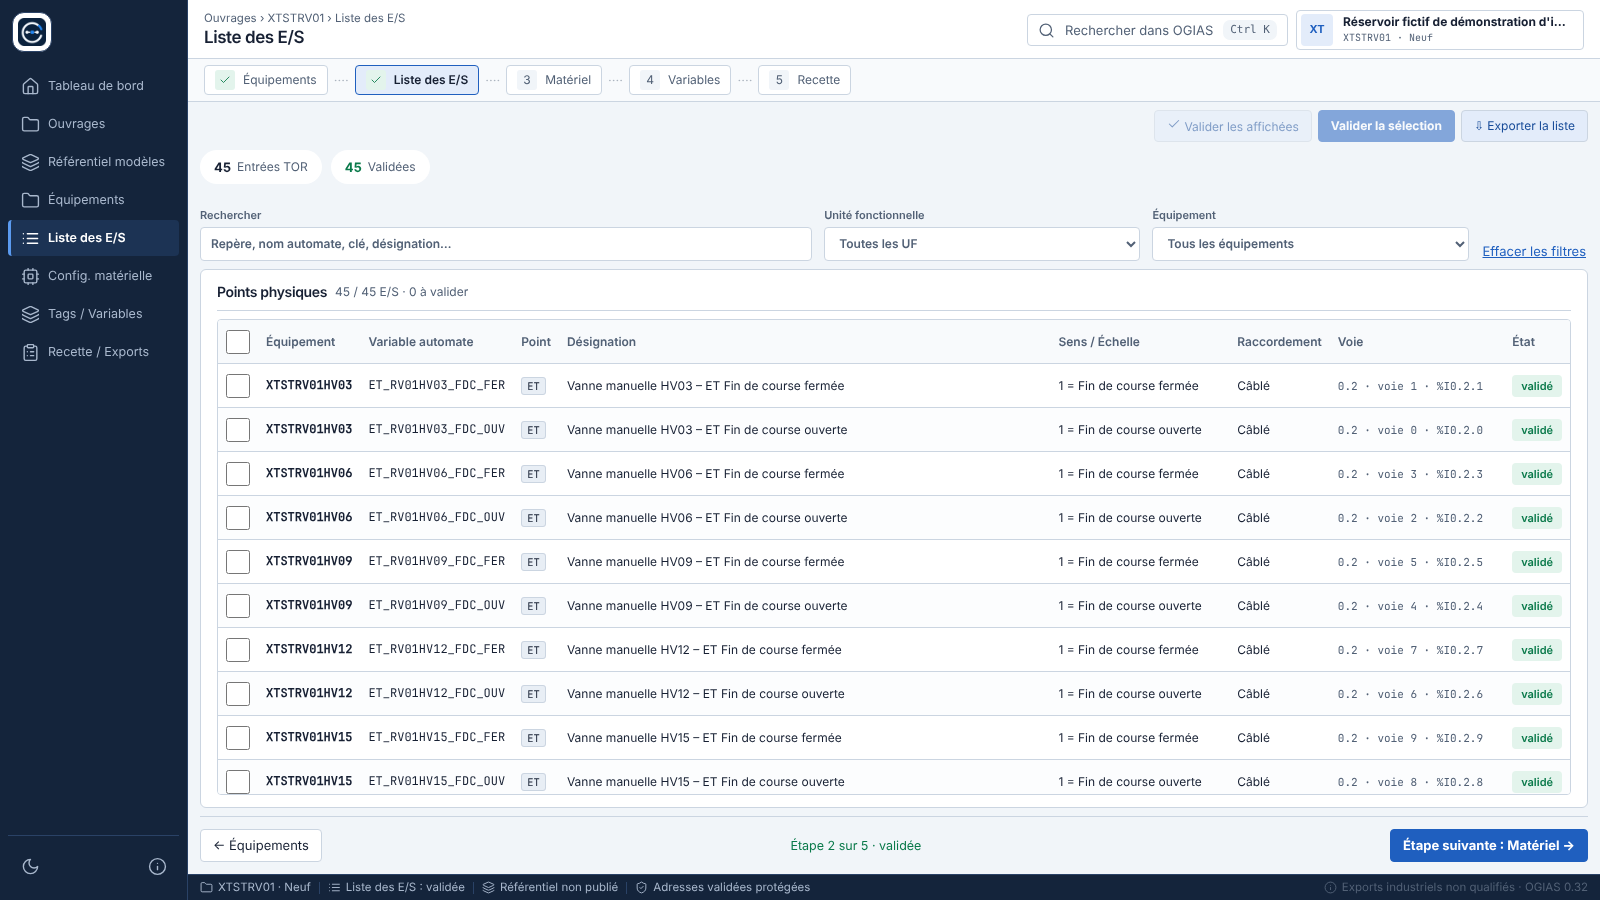 Tableau de bord
Ouvrages
Référentiel modèles
Équipements
Liste des E/S
Config. matérielle
Tags / Variables
Recette / Exports
Ouvrages › XTSTRV01 › Liste des E/S
Liste des E/S
Rechercher dans OGIAS Ctrl K
XT Réservoir fictif de démonstration d'i...
XTSTRV01 · Neuf
Équipements
Liste des E/S
3 Matériel
4 Variables
5 Recette
Valider les affichées
Valider la sélection
⇩ Exporter la liste
45 Entrées TOR
45 Validées
Rechercher
Repère, nom automate, clé, désignation...
Unité fonctionnelle
Toutes les UF
Équipement
Tous les équipements
Effacer les filtres
Points physiques 45 / 45 E/S · 0 à valider
Équipement Variable automate Point Désignation Sens / Échelle Raccordement Voie État
XTSTRV01HV03 ET_RV01HV03_FDC_FER ET Vanne manuelle HV03 – ET Fin de course fermée 1 = Fin de course fermée Câblé 0.2 · voie 1 · %I0.2.1 validé
XTSTRV01HV03 ET_RV01HV03_FDC_OUV ET Vanne manuelle HV03 – ET Fin de course ouverte 1 = Fin de course ouverte Câblé 0.2 · voie 0 · %I0.2.0 validé
XTSTRV01HV06 ET_RV01HV06_FDC_FER ET Vanne manuelle HV06 – ET Fin de course fermée 1 = Fin de course fermée Câblé 0.2 · voie 3 · %I0.2.3 validé
XTSTRV01HV06 ET_RV01HV06_FDC_OUV ET Vanne manuelle HV06 – ET Fin de course ouverte 1 = Fin de course ouverte Câblé 0.2 · voie 2 · %I0.2.2 validé
XTSTRV01HV09 ET_RV01HV09_FDC_FER ET Vanne manuelle HV09 – ET Fin de course fermée 1 = Fin de course fermée Câblé 0.2 · voie 5 · %I0.2.5 validé
XTSTRV01HV09 ET_RV01HV09_FDC_OUV ET Vanne manuelle HV09 – ET Fin de course ouverte 1 = Fin de course ouverte Câblé 0.2 · voie 4 · %I0.2.4 validé
XTSTRV01HV12 ET_RV01HV12_FDC_FER ET Vanne manuelle HV12 – ET Fin de course fermée 1 = Fin de course fermée Câblé 0.2 · voie 7 · %I0.2.7 validé
XTSTRV01HV12 ET_RV01HV12_FDC_OUV ET Vanne manuelle HV12 – ET Fin de course ouverte 1 = Fin de course ouverte Câblé 0.2 · voie 6 · %I0.2.6 validé
XTSTRV01HV15 ET_RV01HV15_FDC_FER ET Vanne manuelle HV15 – ET Fin de course fermée 1 = Fin de course fermée Câblé 0.2 · voie 9 · %I0.2.9 validé
XTSTRV01HV15 ET_RV01HV15_FDC_OUV ET Vanne manuelle HV15 – ET Fin de course ouverte 1 = Fin de course ouverte Câblé 0.2 · voie 8 · %I0.2.8 validé
← Équipements
Étape 2 sur 5 · validée
Étape suivante : Matériel →
XTSTRV01 · Neuf
Liste des E/S : validée
Référentiel non publié
Adresses validées protégées
Exports industriels non qualifiés · OGIAS 0.32